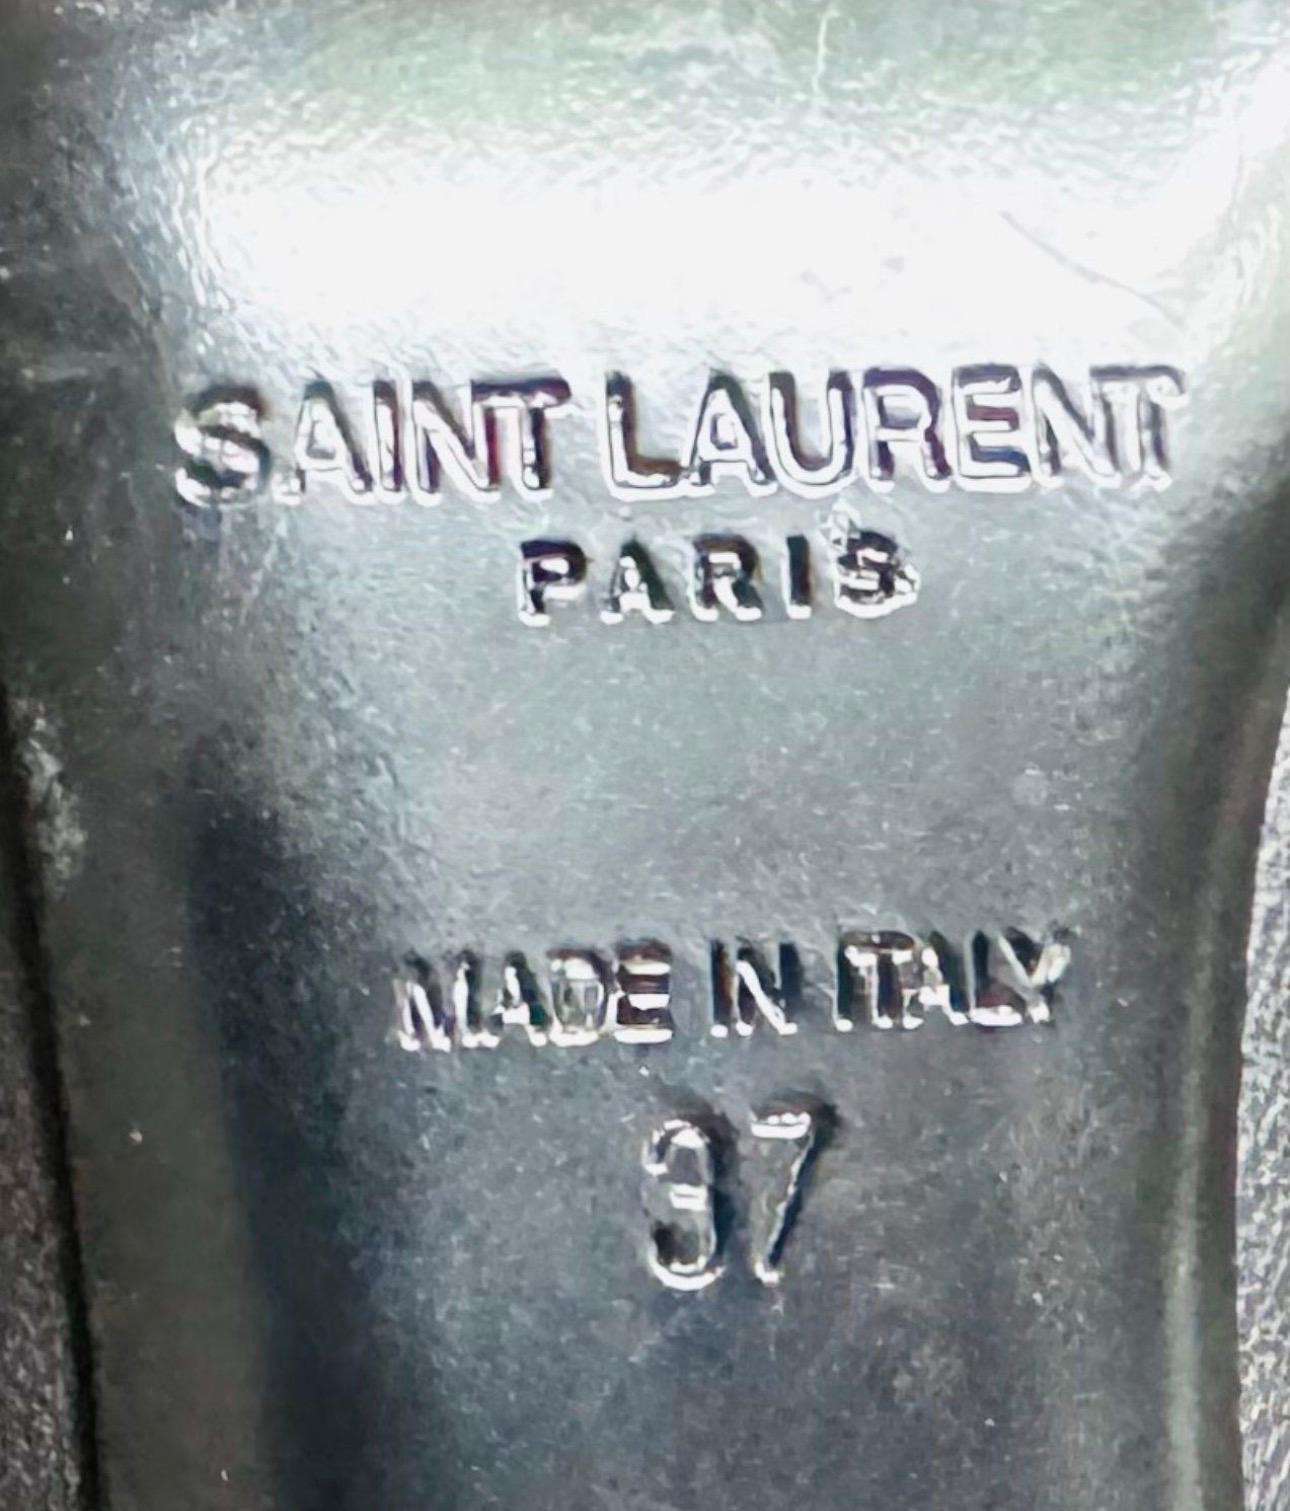 SAINT LAURENT
PARIS
MADE IN ITALY
37